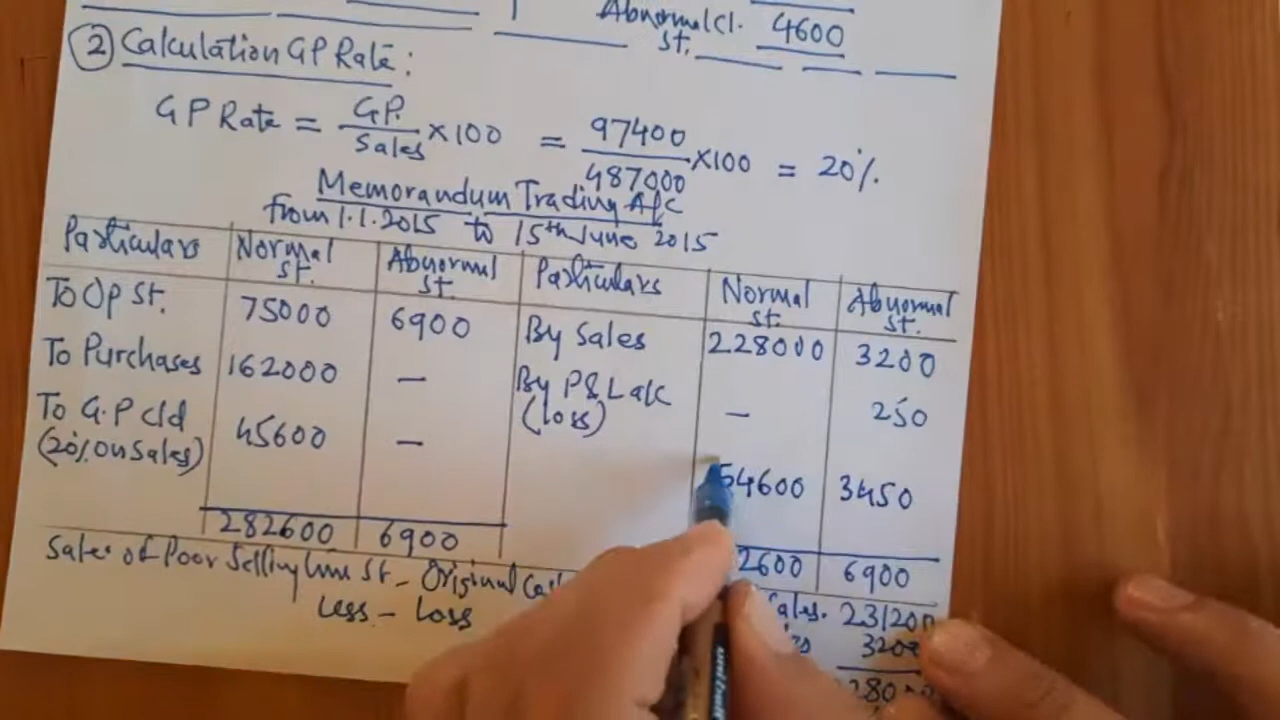 Abnormal Cl. St. 4600
② Calculation GP Rate:
GP Rate = G.P. / Sales ×100 = 97400 / 487000 ×100 = 20%.
Memorandum Trading A/C
from 1.1.2015 to 15th June 2015
Particulars Normal St. Abnormal St. Particulars Normal St. Abnormal St.
To Op St. 75000 6900 By Sales 228000 3200
To Purchases 162000 — By P&L a/c (loss) — 250
To G.P c/d (20% on Sales) 45600 —
54600 3450
282600 6900 2600 6900
Sales of Poor Selling line St - Original
Less - Loss
Sales. 231200
3200